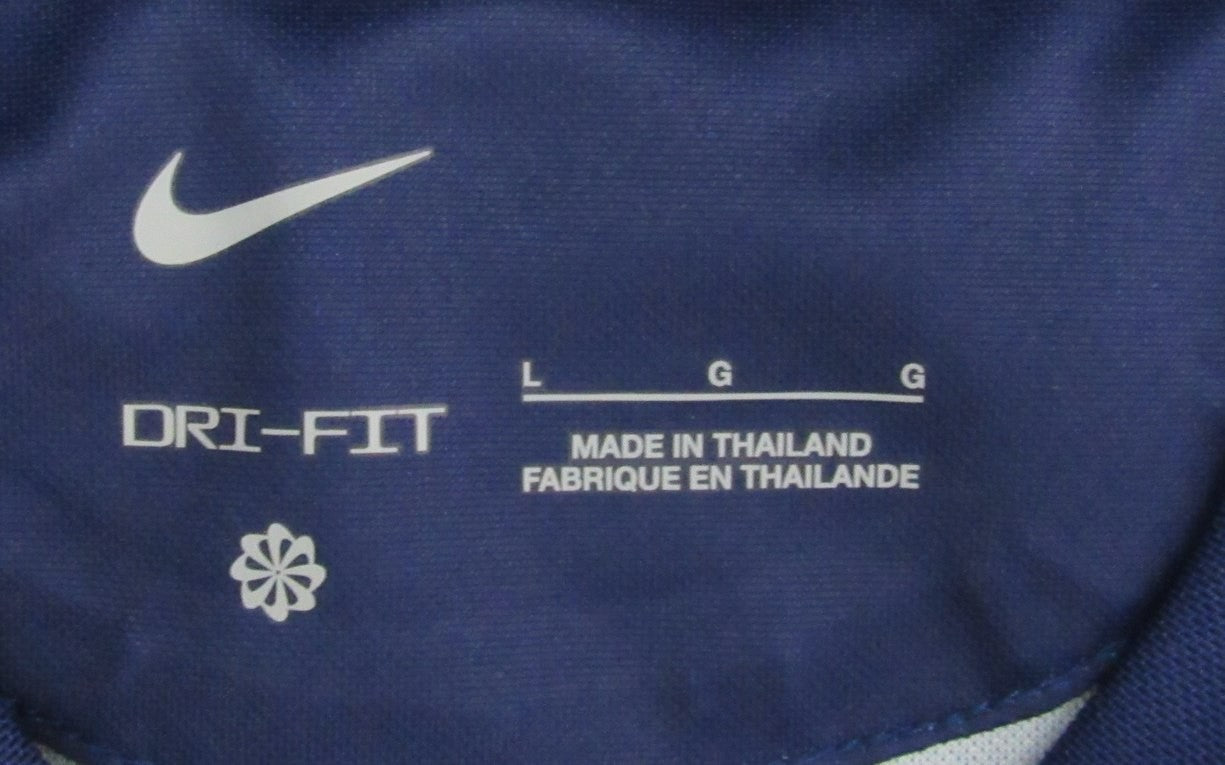 DRI-FIT
L G G
MADE IN THAILAND
FABRIQUE EN THAILANDE